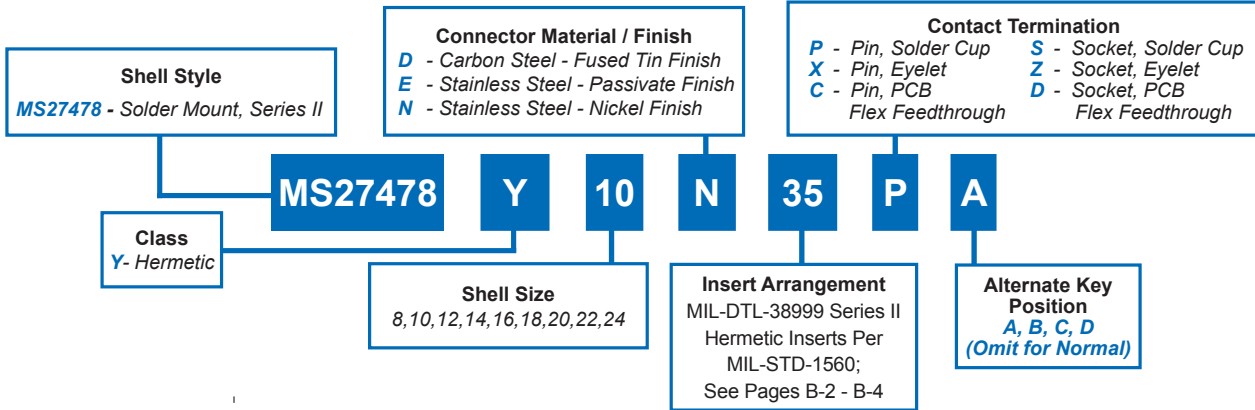 Shell Style
MS27478 - Solder Mount, Series II
Connector Material / Finish
D - Carbon Steel - Fused Tin Finish
E - Stainless Steel - Passivate Finish
N - Stainless Steel - Nickel Finish
Contact Termination
P - Pin, Solder Cup
X - Pin, Eyelet
C - Pin, PCB
Flex Feedthrough
S - Socket, Solder Cup
Z - Socket, Eyelet
D - Socket, PCB
Flex Feedthrough
MS27478 Y 10 N 35 P A
Class
Y- Hermetic
Shell Size
8,10,12,14,16,18,20,22,24
Insert Arrangement
MIL-DTL-38999 Series II
Hermetic Inserts Per
MIL-STD-1560;
See Pages B-2 - B-4
Alternate Key
Position
A, B, C, D
(Omit for Normal)